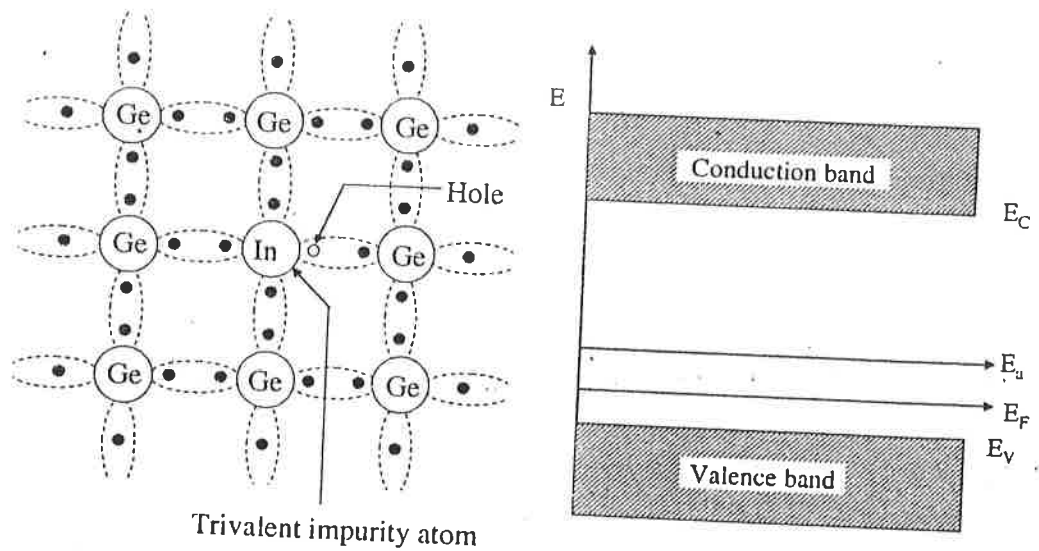 Ge
Ge
Ge
Hole
Ge
In
Ge
Ge
Ge
Ge
Trivalent impurity atom
E
Conduction band
E_C
E_a
E_F
E_V
Valence band